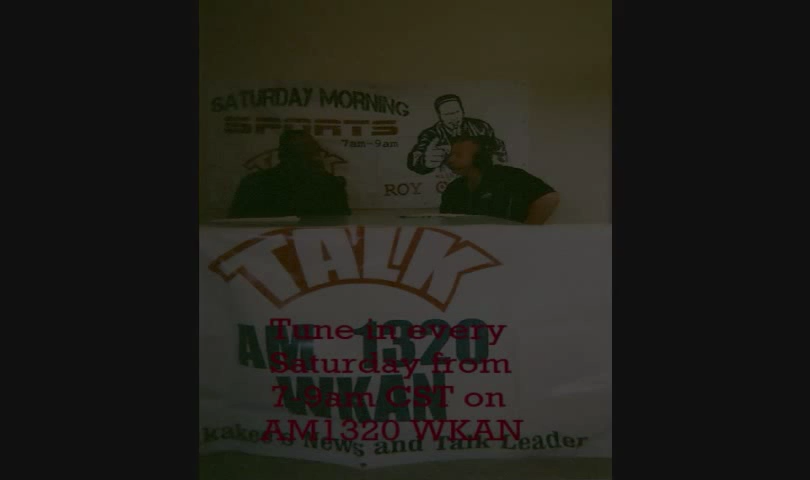 SATURDAY MORNING
SPORTS
7am-9am
ROY
TALK
AM 1320
WKAN
News and Talk Leader
Tune in every
Saturday from
7-9am CST on
AM1320 WKAN